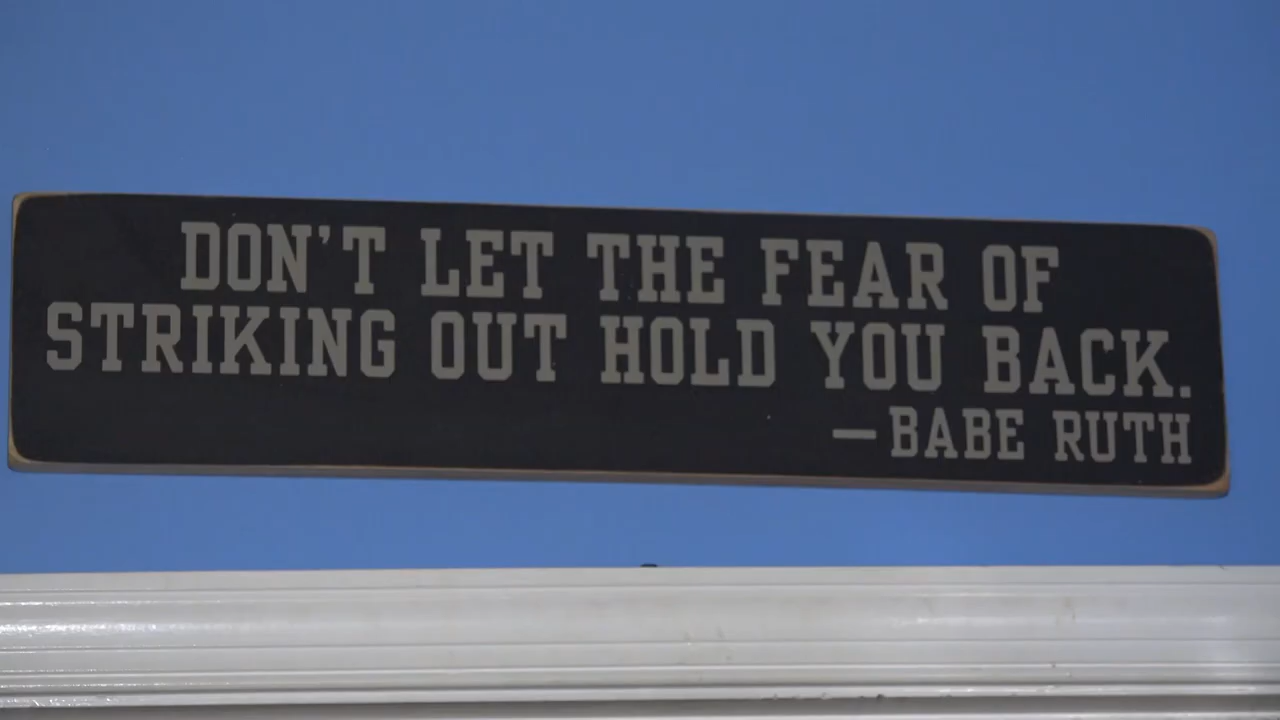 DON'T LET THE FEAR OF
STRIKING OUT HOLD YOU BACK.
—BABE RUTH